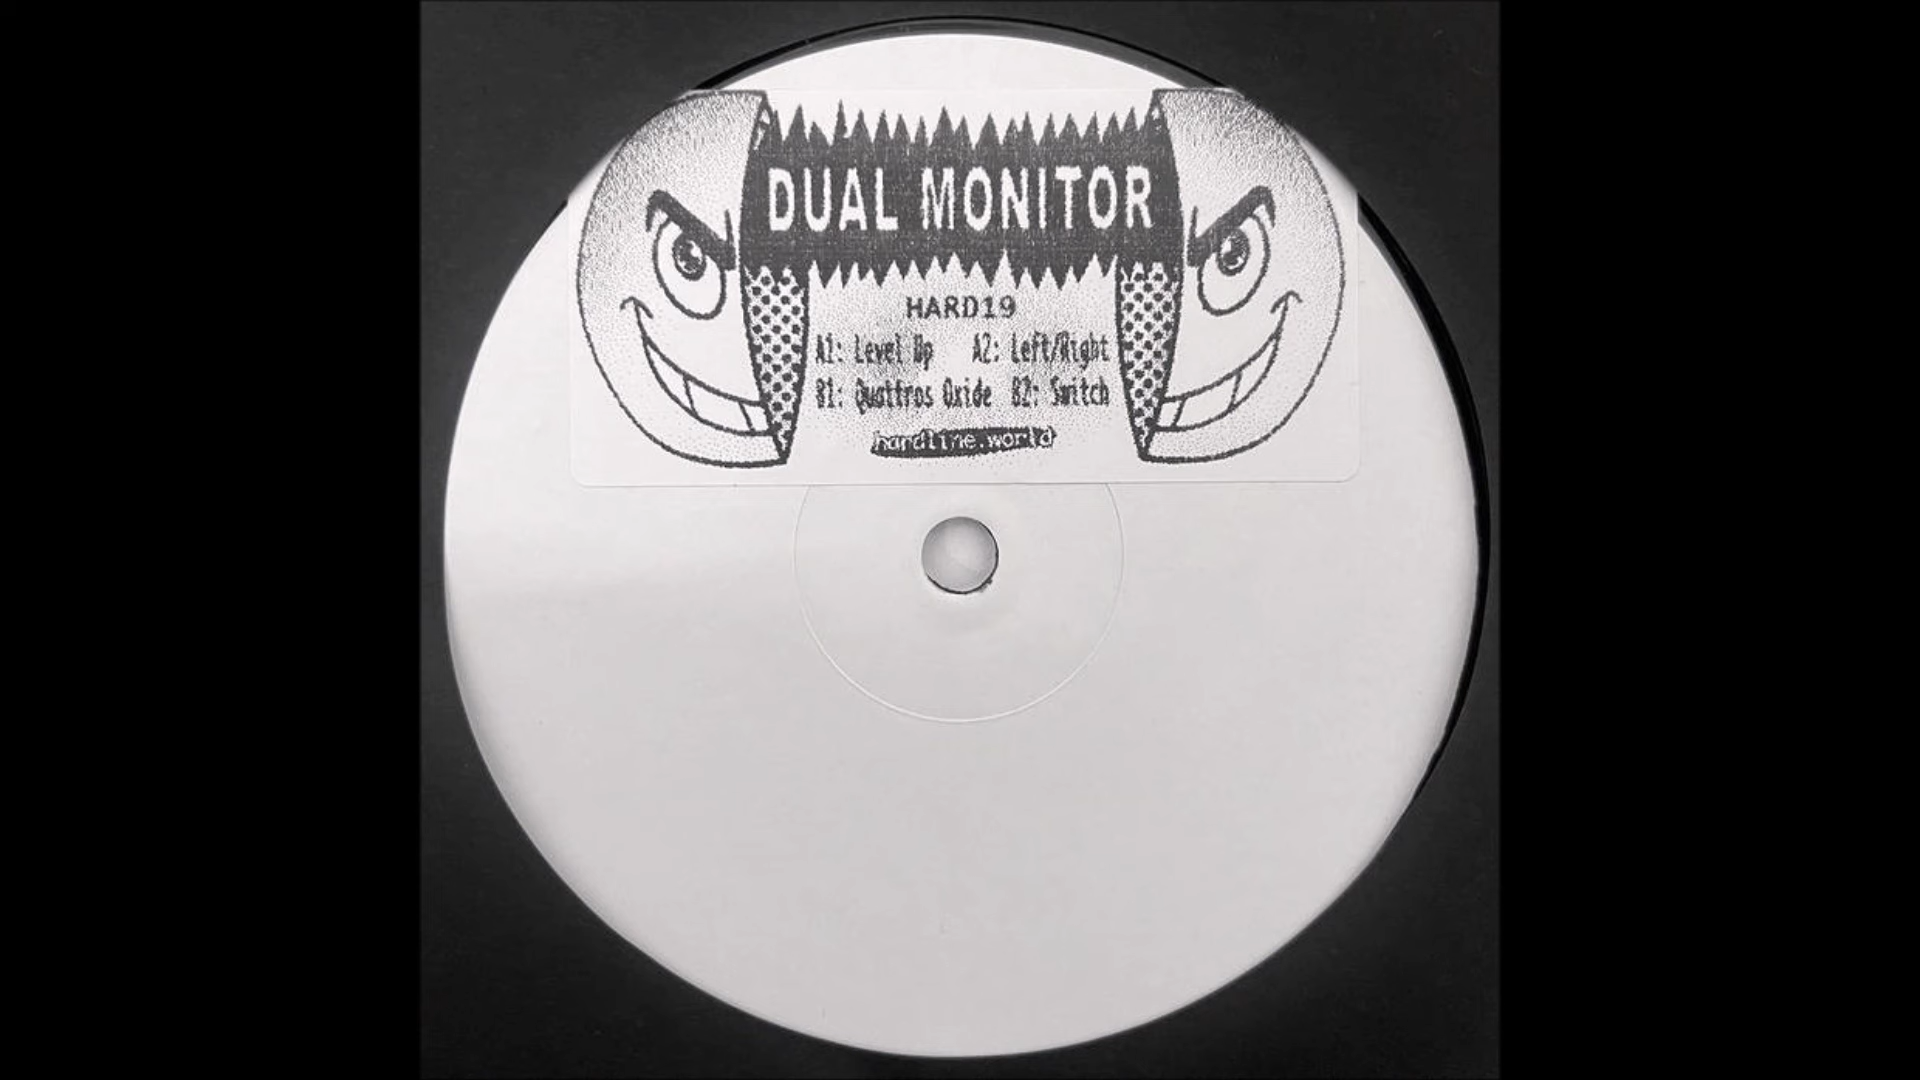 DUAL MONITOR
HARD19
A1: Level Up A2: Left/Right
B1: Quattros Oxide B2: Switch
hardline.world